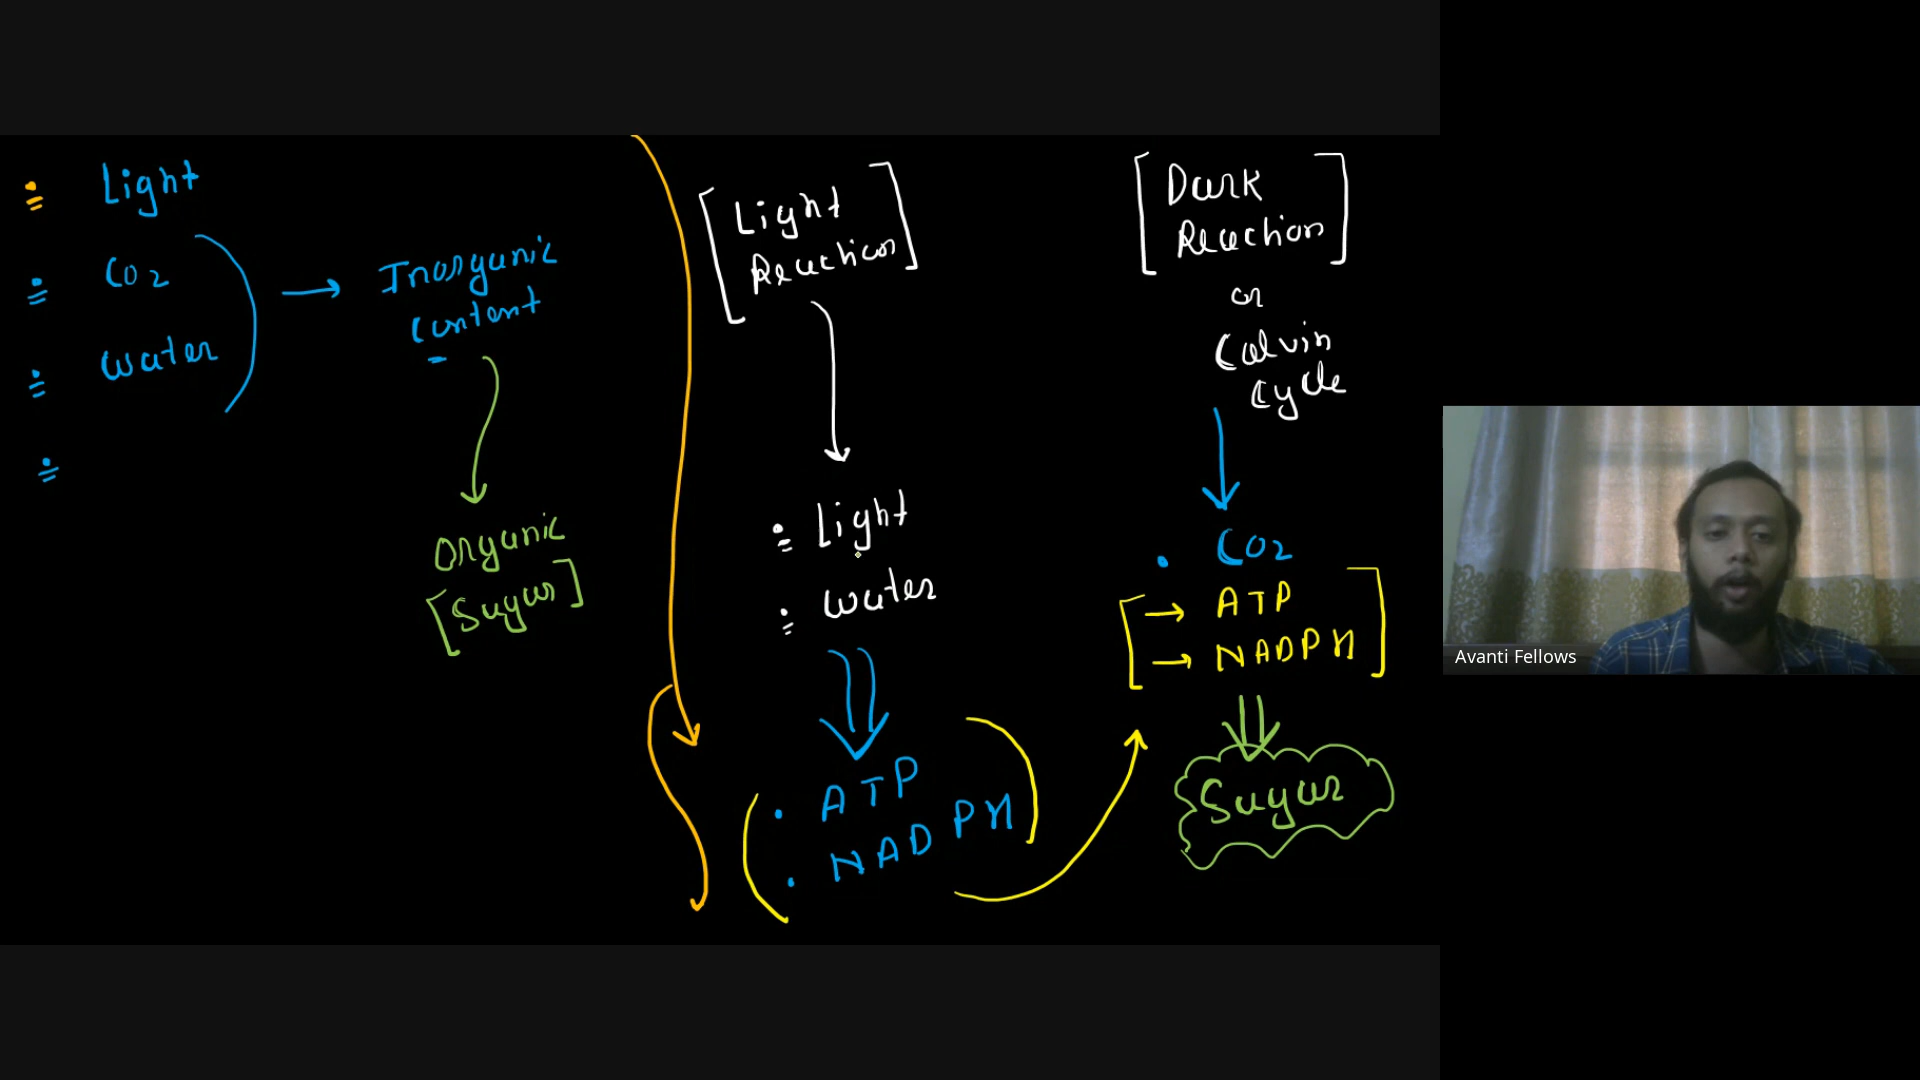 Light
CO2
water
Inorganic
content
Organic
[Sugar]
[Light
Reaction]
Light
water
ATP
NADPH
[Dark
Reaction]
or
Calvin
cycle
CO2
ATP
NADPH
Sugar
Avanti Fellows